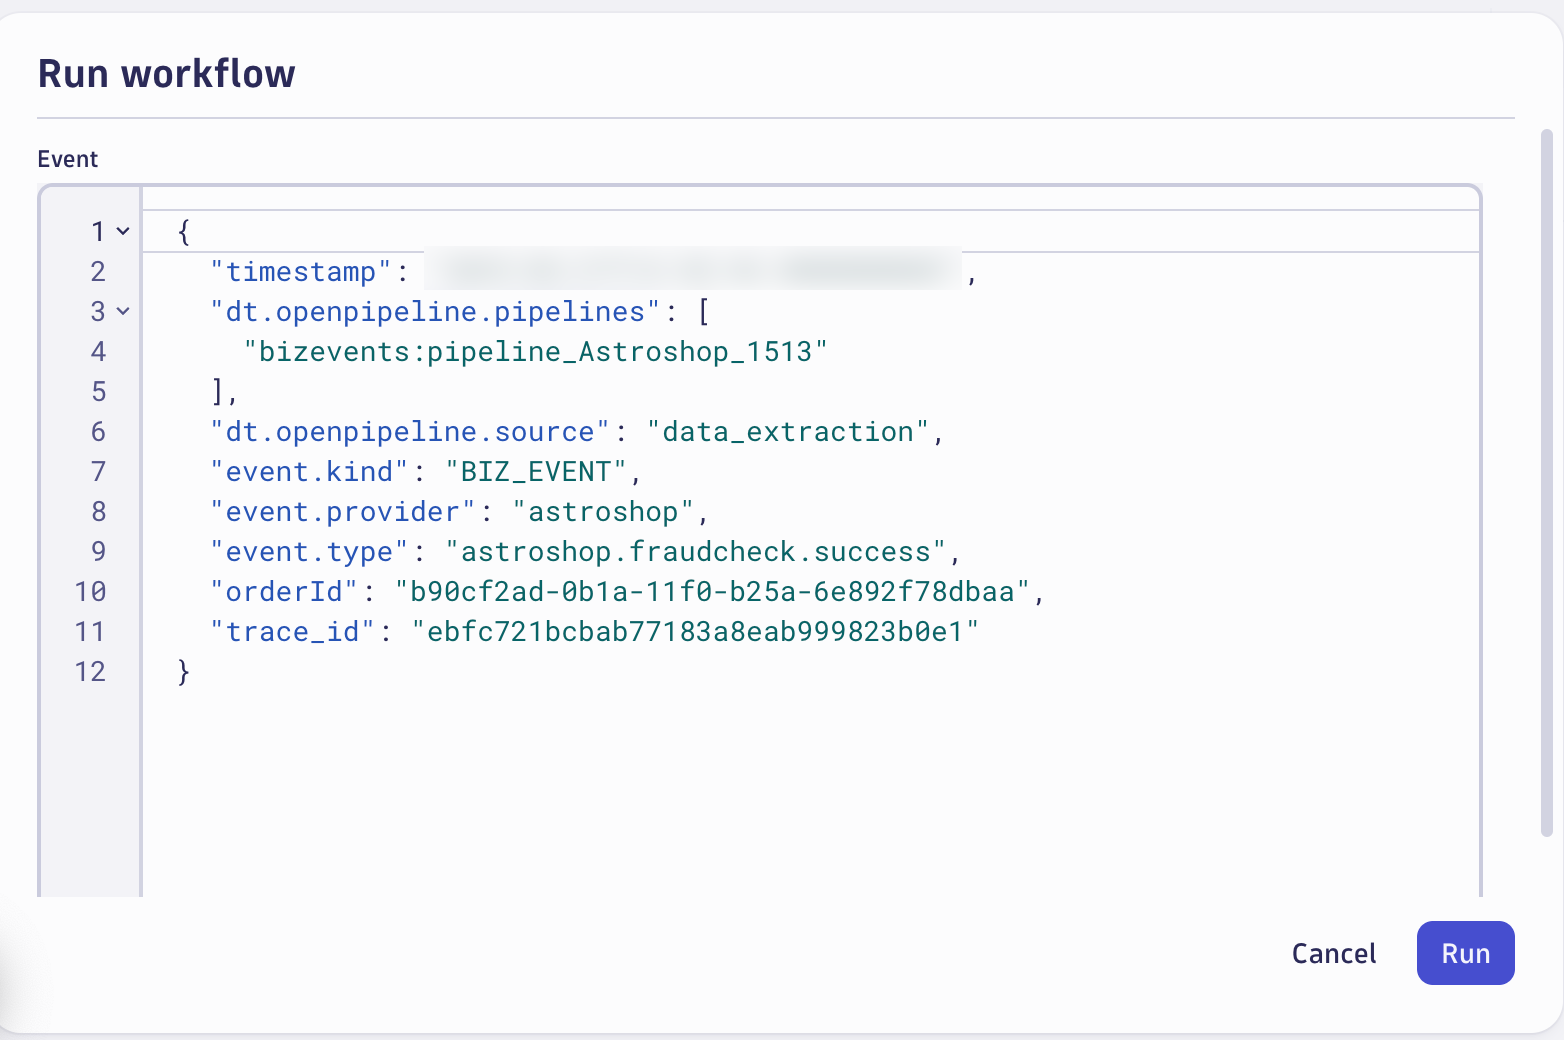 Run workflow
Event
1 {
2 "timestamp": ,
3 "dt.openpipeline.pipelines": [
4 "bizevents:pipeline_Astroshop_1513"
5 ],
6 "dt.openpipeline.source": "data_extraction",
7 "event.kind": "BIZ_EVENT",
8 "event.provider": "astroshop",
9 "event.type": "astroshop.fraudcheck.success",
10 "orderId": "b90cf2ad-0b1a-11f0-b25a-6e892f78dbaa",
11 "trace_id": "ebfc721bcbab77183a8eab999823b0e1"
12 }
Cancel Run